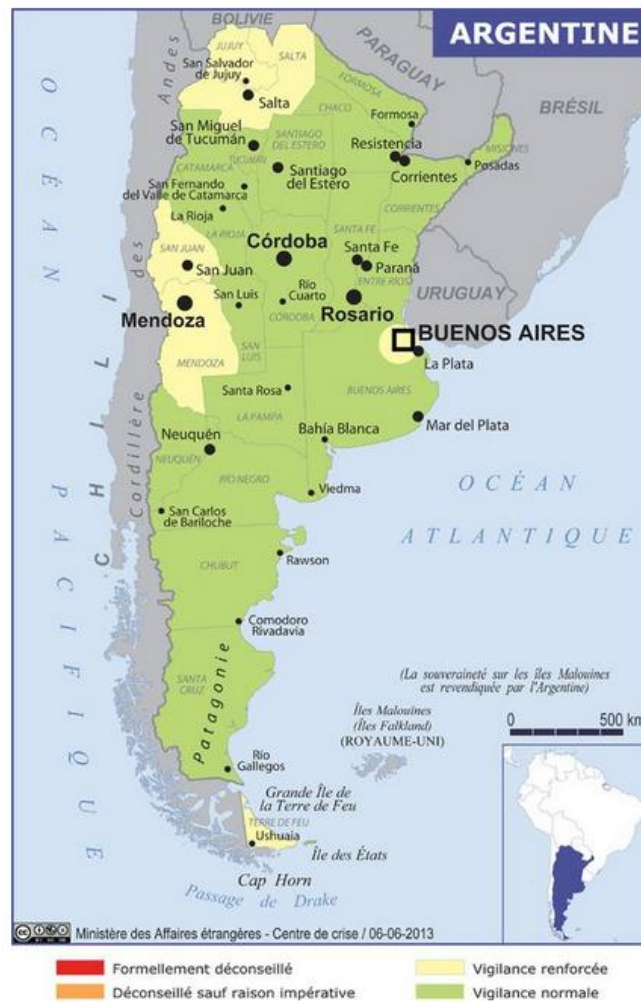 ARGENTINE
BOLIVIE
PARAGUAY
BRÉSIL
URUGUAY
CHILI
Cordillère des Andes
OCÉAN PACIFIQUE
JUJUY
SALTA
San Salvador
de Jujuy
Salta
FORMOSA
CHACO
Formosa
San Miguel
de Tucumán
SANTIAGO
DEL ESTERO
Resistencia
MISIONES
CATAMARCA
TUCUMÁN
Santiago
del Estero
Corrientes
Posadas
San Fernando
del Valle de Catamarca
La Rioja
CORRIENTES
LA RIOJA
SANTA FE
SAN JUAN
Córdoba
Santa Fe
San Juan
Paraná
ENTRE RÍOS
San Luis
Río
Cuarto
Mendoza
CÓRDOBA
Rosario
BUENOS AIRES
La Plata
SAN
LUIS
MENDOZA
Santa Rosa
BUENOS AIRES
LA PAMPA
Mar del Plata
Neuquén
Bahía Blanca
NEUQUÉN
RÍO NEGRO
Viedma
OCÉAN
ATLANTIQUE
San Carlos
de Bariloche
Rawson
CHUBUT
Comodoro
Rivadavia
SANTA
CRUZ
Patagonie
(La souveraineté sur les îles Malouines
est revendiquée par l'Argentine)
Îles Malouines
(Îles Falkland)
(ROYAUME-UNI)
0 500 km
Río
Gallegos
Grande Île de
la Terre de Feu
TERRE DE FEU
Ushuaia
Île des États
Cap Horn
Passage de Drake
Ministère des Affaires étrangères - Centre de crise / 06-06-2013
Formellement déconseillé
Vigilance renforcée
Déconseillé sauf raison impérative
Vigilance normale